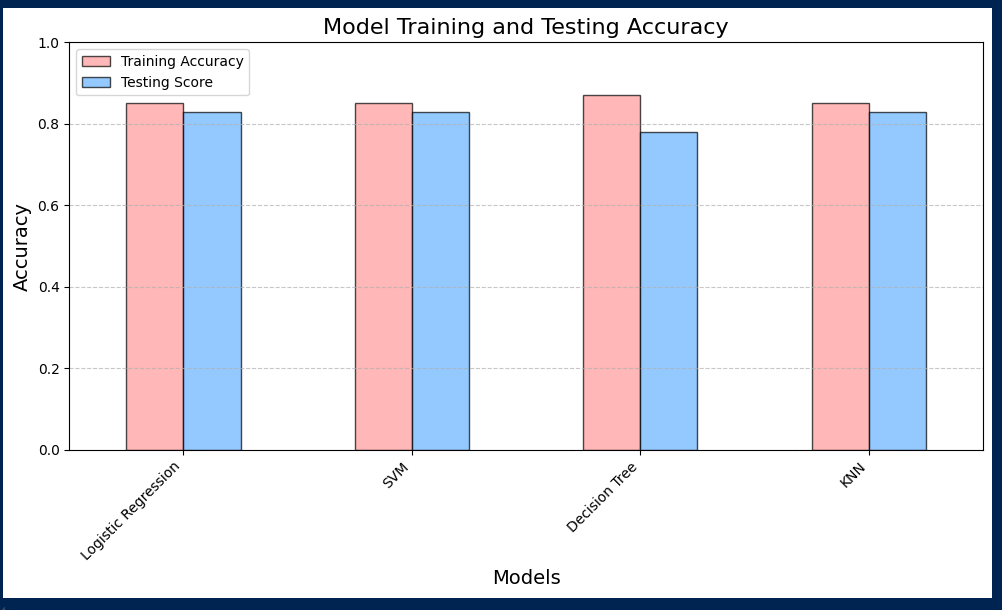 Model Training and Testing Accuracy
Training Accuracy
Testing Score
1.0
0.8
0.6
0.4
0.2
0.0
Accuracy
Logistic Regression
SVM
Decision Tree
KNN
Models